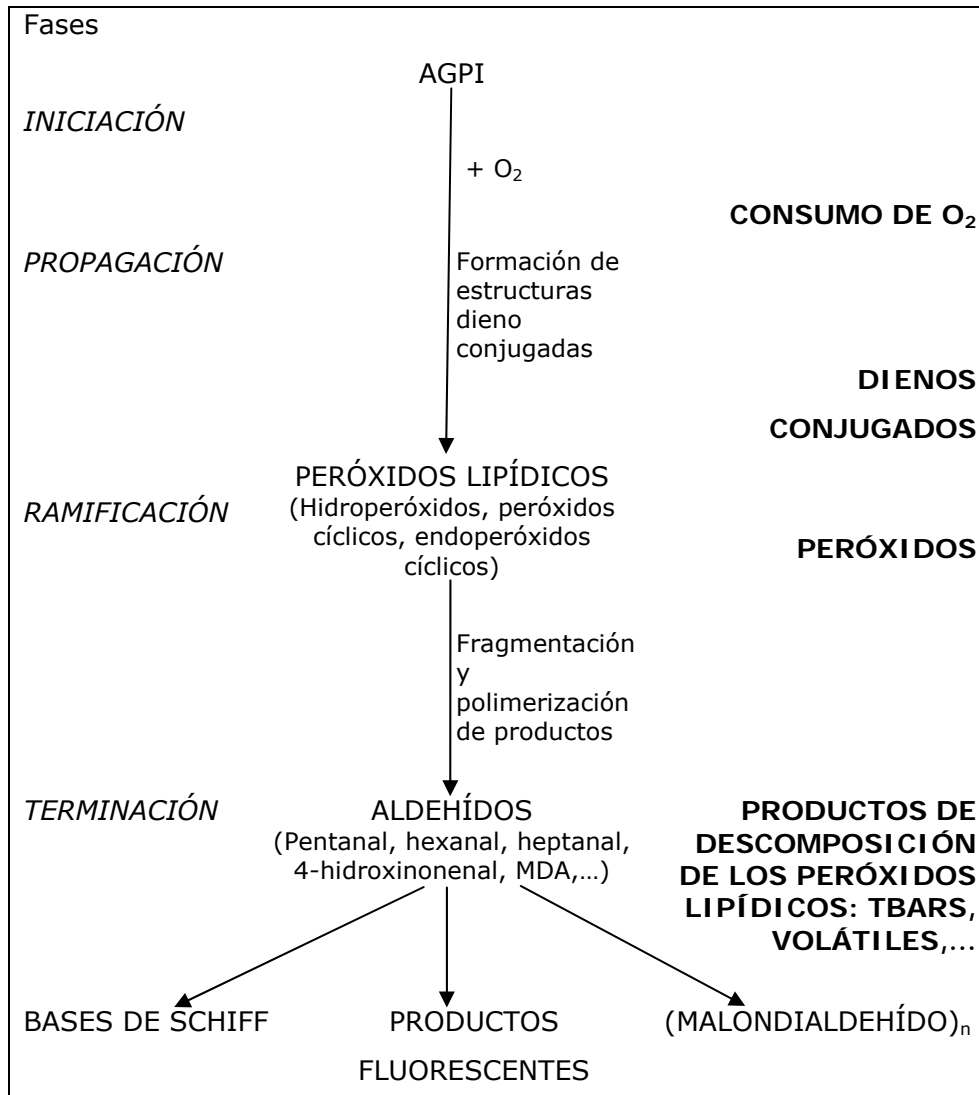 Fases
AGPI
INICIACIÓN
+ O₂
CONSUMO DE O₂
PROPAGACIÓN
Formación de
estructuras
dieno
conjugadas
DIENOS
CONJUGADOS
PERÓXIDOS LIPÍDICOS
(Hidroperóxidos, peróxidos
cíclicos, endoperóxidos
cíclicos)
RAMIFICACIÓN
PERÓXIDOS
Fragmentación
y
polimerización
de productos
TERMINACIÓN
ALDEHÍDOS
(Pentanal, hexanal, heptanal,
4-hidroxinonenal, MDA,…)
PRODUCTOS DE
DESCOMPOSICIÓN
DE LOS PERÓXIDOS
LIPÍDICOS: TBARS,
VOLÁTILES,…
BASES DE SCHIFF
PRODUCTOS
FLUORESCENTES
(MALONDIALDEHÍDO)ₙ